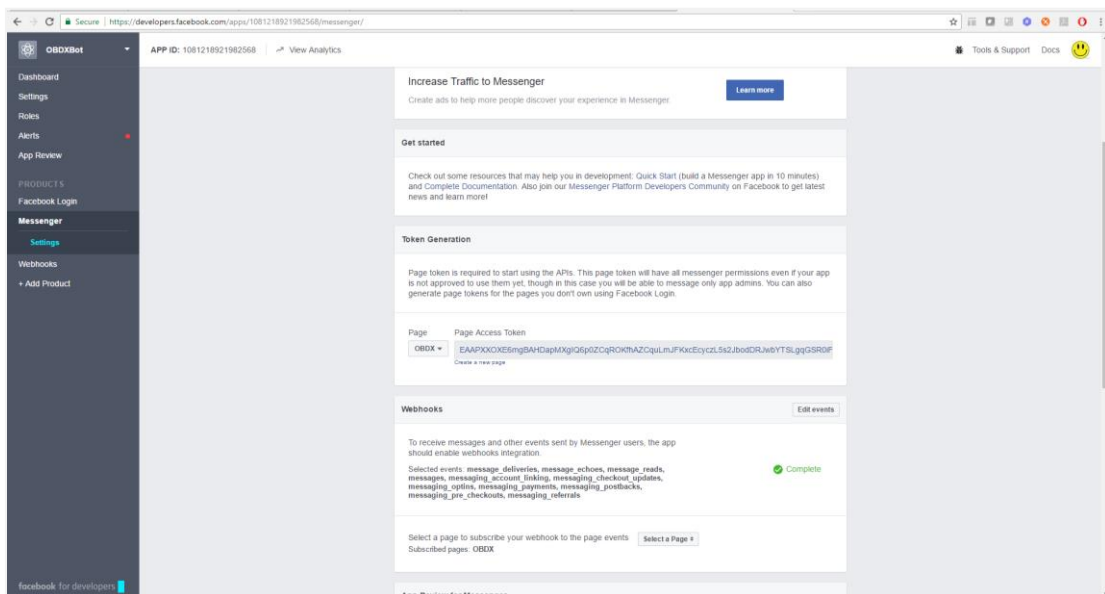 Secure | https://developers.facebook.com/apps/1081218921982568/messenger/
OBDXBot
APP ID: 1081218921982568
View Analytics
Tools & Support
Docs
Dashboard
Settings
Roles
Alerts
App Review
PRODUCTS
Facebook Login
Messenger
Settings
Webhooks
+ Add Product
facebook for developers
Increase Traffic to Messenger
Create ads to help more people discover your experience in Messenger.
Learn more
Get started
Check out some resources that may help you in development: Quick Start (build a Messenger app in 10 minutes)
and Complete Documentation. Also join our Messenger Platform Developers Community on Facebook to get latest
news and learn more!
Token Generation
Page token is required to start using the APIs. This page token will have all messenger permissions even if your app
is not approved to use them yet, though in this case you will be able to message only app admins. You can also
generate page tokens for the pages you don't own using Facebook Login.
Page
Page Access Token
OBDX
Create a new page
Webhooks
Edit events
To receive messages and other events sent by Messenger users, the app
should enable webhooks integration.
Selected events: message_deliveries, message_echoes, message_reads,
messages, messaging_account_linking, messaging_checkout_updates,
messaging_optins, messaging_payments, messaging_postbacks,
messaging_pre_checkouts, messaging_referrals
Complete
Select a page to subscribe your webhook to the page events
Select a Page
Subscribed pages: OBDX